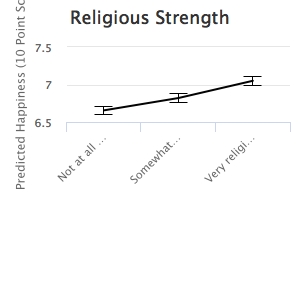 Religious Strength
Predicted Happiness (10 Point Sc
7.5
7
6.5
Not at all ...
Somewhat...
Very religi...